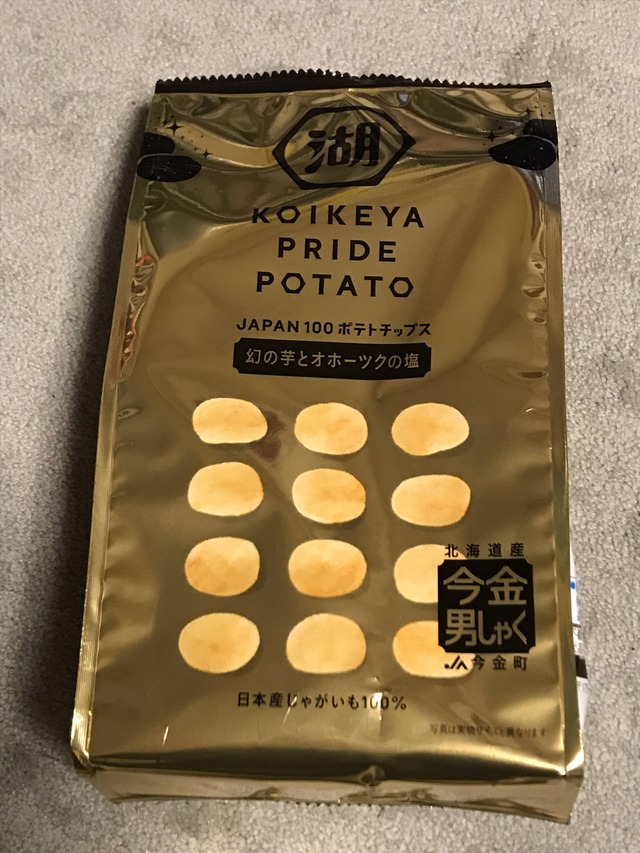 湖
KOIKEYA
PRIDE
POTATO
JAPAN 100 ポテトチップス
幻の芋とオホーツクの塩
北海道産
今金
男しゃく
JA今金町
日本産じゃがいも100%
写真は実物サイズと異なります